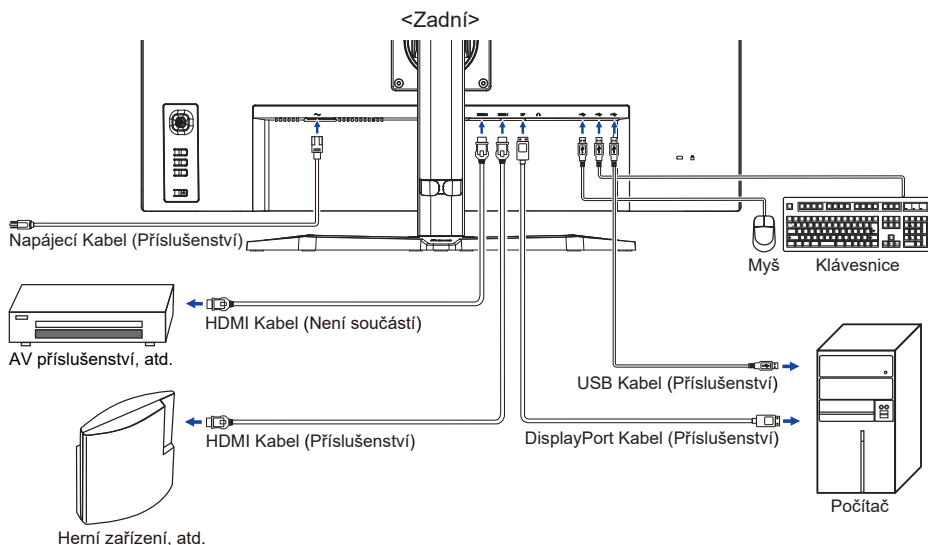 <Zadní>
Napájecí Kabel (Příslušenství)
Myš
Klávesnice
HDMI Kabel (Není součástí)
AV příslušenství, atd.
USB Kabel (Příslušenství)
HDMI Kabel (Příslušenství)
DisplayPort Kabel (Příslušenství)
Počítač
Herní zařízení, atd.